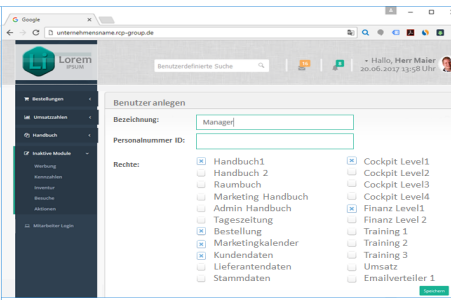 Google
unternehmensname.rcp-group.de
Lorem
IPSUM
Benutzerdefinierte Suche
Hallo, Herr Maier
20.06.2017 13:58 Uhr
Bestellungen
Umsatzzahlen
Handbuch
Inaktive Module
Werbung
Kennzahlen
Inventur
Besuche
Aktionen
Mitarbeiter Login
Benutzer anlegen
Bezeichnung:
Manager
Personalnummer ID:
Rechte:
Handbuch1
Handbuch 2
Raumbuch
Marketing Handbuch
Admin Handbuch
Tageszeitung
Bestellung
Marketingkalender
Kundendaten
Lieferantendaten
Stammdaten
Cockpit Level1
Cockpit Level2
Cockpit Level3
Cockpit Level4
Finanz Level1
Finanz Level 2
Training 1
Training 2
Training 3
Umsatz
Emailverteiler 1
Speichern